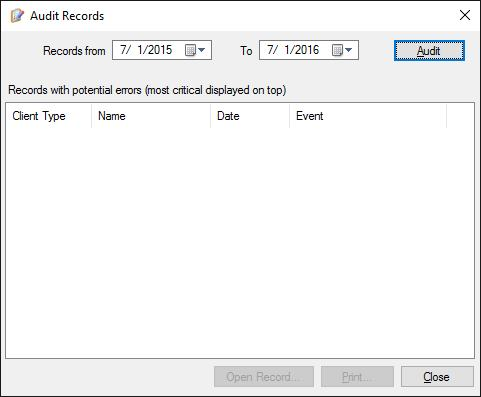 Audit Records
Records from 7/ 1/2015 To 7/ 1/2016 Audit
Records with potential errors (most critical displayed on top)
Client Type Name Date Event
Open Record... Print... Close